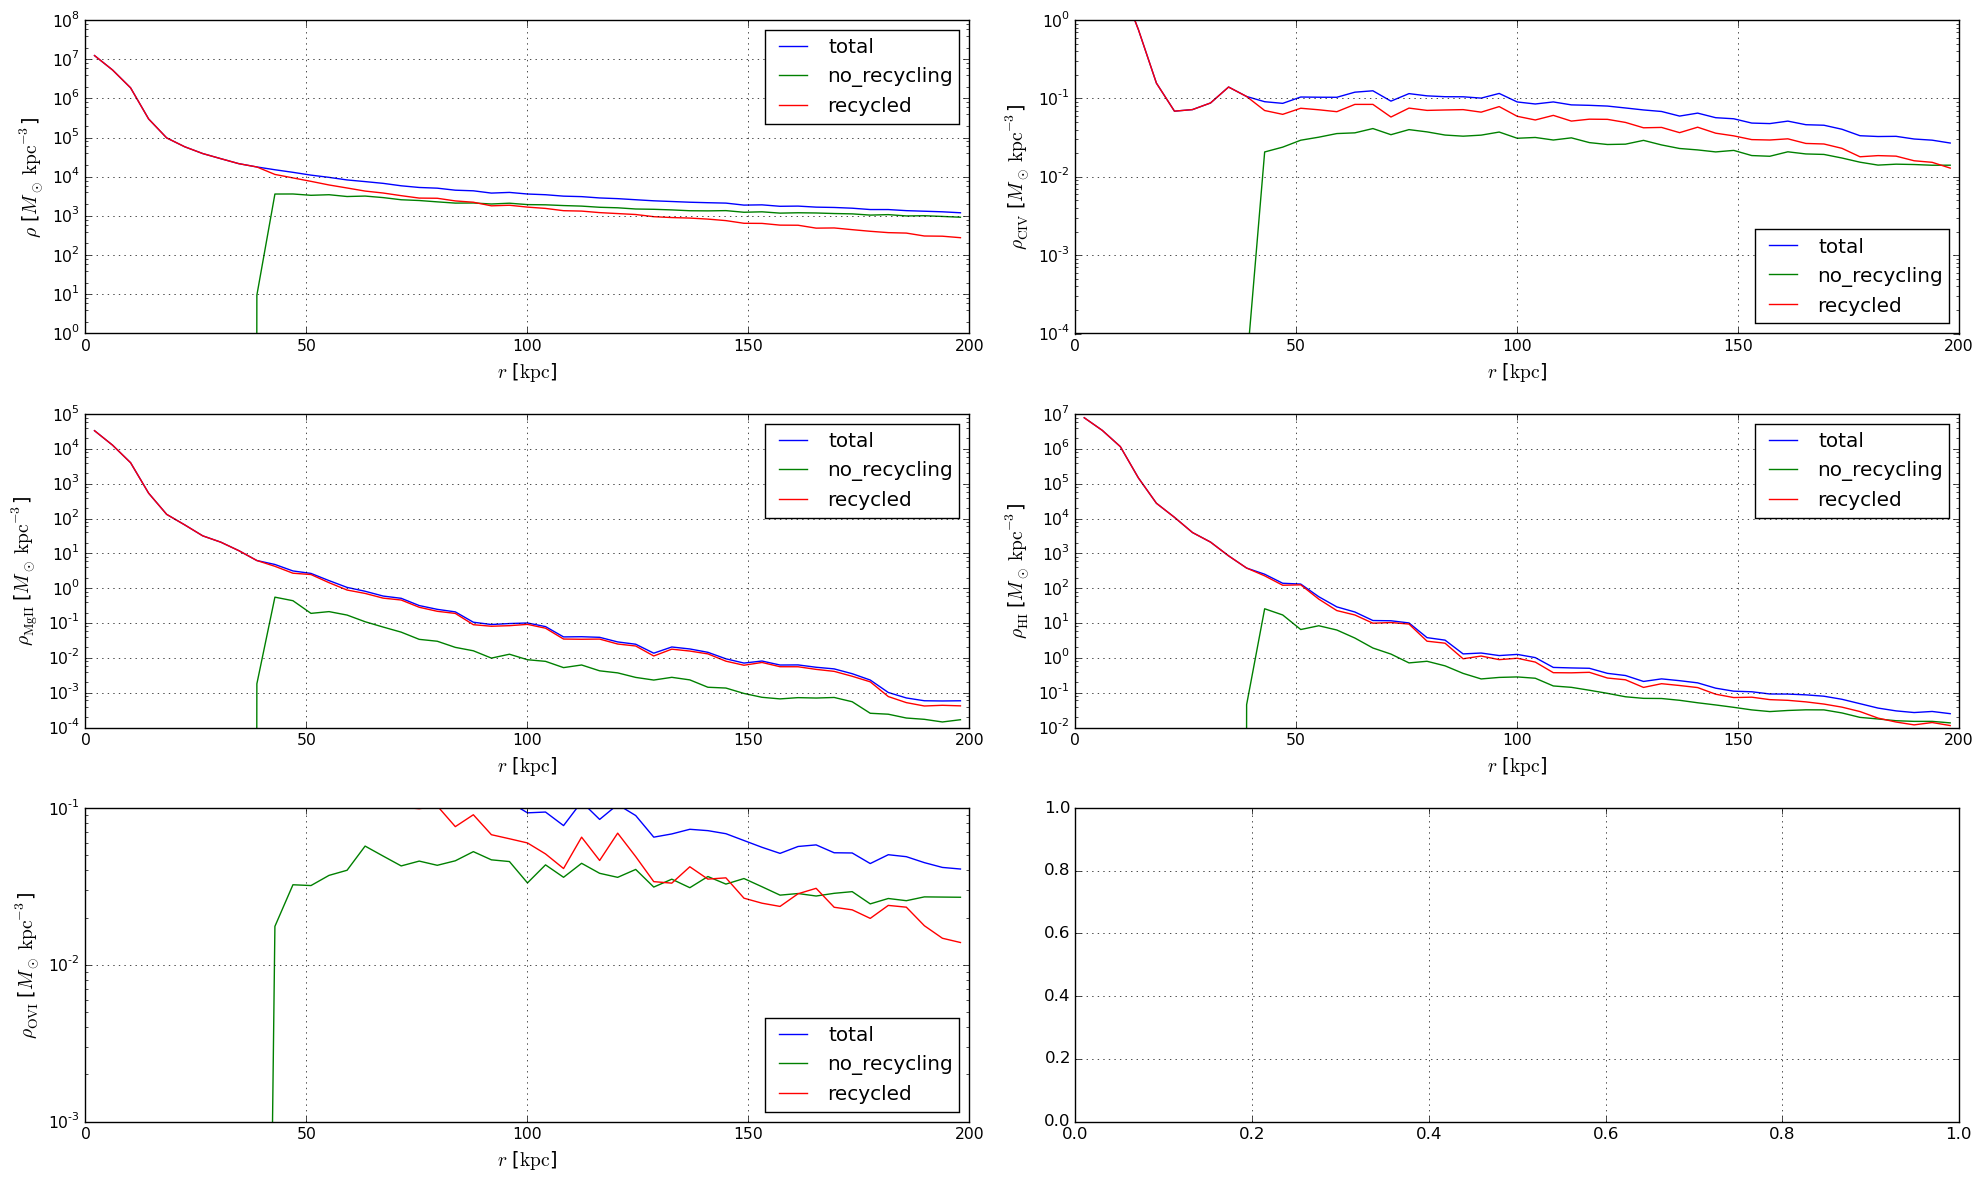 10^8
10^7
10^6
10^5
10^4
10^3
10^2
10^1
10^0
ρ [M_⊙ kpc^{-3}]
total
no_recycling
recycled
0 50 100 150 200
r [kpc]
10^0
10^{-1}
10^{-2}
10^{-3}
10^{-4}
ρ_CIV [M_⊙ kpc^{-3}]
total
no_recycling
recycled
0 50 100 150 200
r [kpc]
10^5
10^4
10^3
10^2
10^1
10^0
10^{-1}
10^{-2}
10^{-3}
10^{-4}
ρ_MgII [M_⊙ kpc^{-3}]
total
no_recycling
recycled
0 50 100 150 200
r [kpc]
10^7
10^6
10^5
10^4
10^3
10^2
10^1
10^0
10^{-1}
10^{-2}
ρ_HI [M_⊙ kpc^{-3}]
total
no_recycling
recycled
0 50 100 150 200
r [kpc]
10^{-1}
10^{-2}
10^{-3}
ρ_OVI [M_⊙ kpc^{-3}]
total
no_recycling
recycled
0 50 100 150 200
r [kpc]
1.0
0.8
0.6
0.4
0.2
0.0
0.0 0.2 0.4 0.6 0.8 1.0